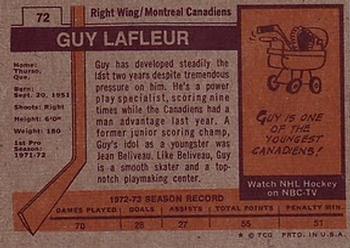 72
Right Wing/Montreal Canadiens
GUY LAFLEUR
Home:
Thurso,
Que.
Born:
Sept. 20, 1951
Shoots: Right
Height: 6'0"
Weight: 180
1st Pro
Season:
1971-72
Guy has developed steadily the
last two years despite tremendous
pressure on him. He's a power
play specialist, scoring nine
times while the Canadiens had a
man advantage last year. A
former junior scoring champ,
Guy's idol as a youngster was
Jean Beliveau. Like Beliveau, Guy
is a smooth skater and a top-
notch playmaking center.
GUY IS ONE
OF THE
YOUNGEST
CANADIENS!
Watch NHL Hockey
on NBC-TV
1972-73 SEASON RECORD
GAMES PLAYED GOALS ASSISTS TOTAL POINTS PENALTY MIN.
70 28 27 55 51
* © TCG PRTD. IN U.S.A.